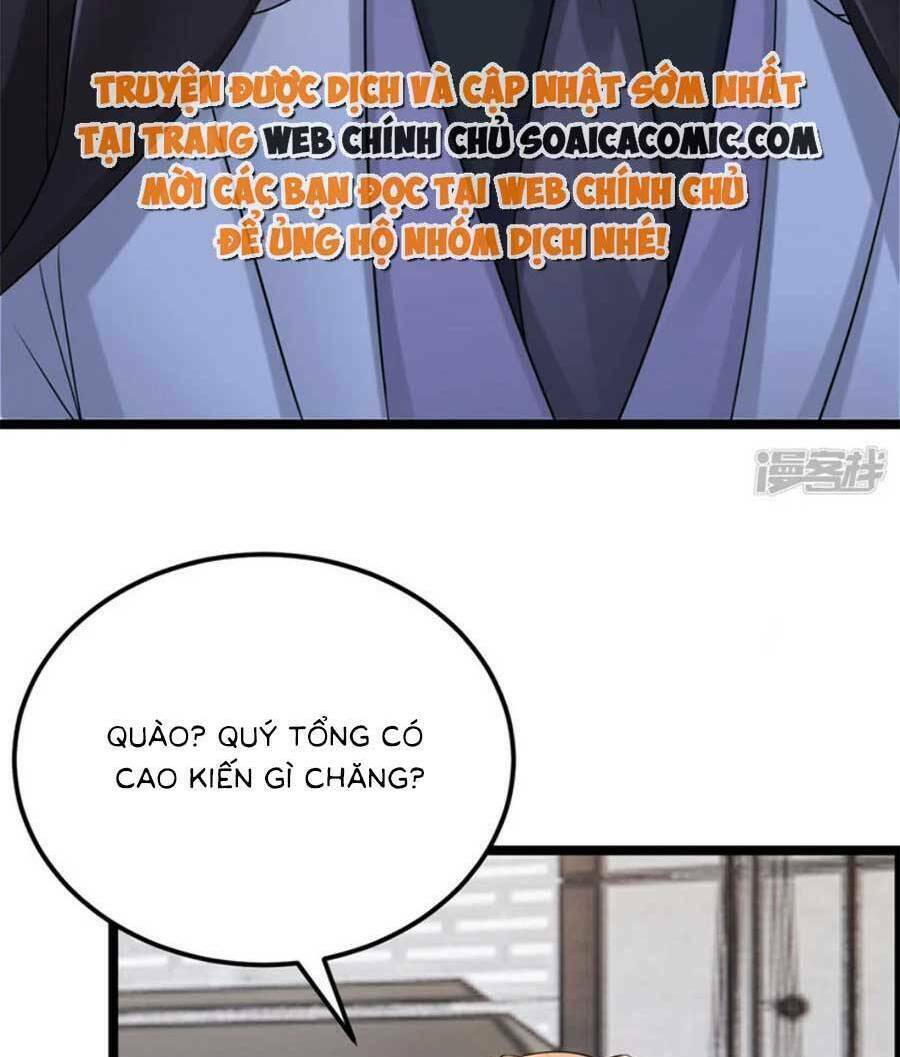 TRUYỆN ĐƯỢC DỊCH VÀ CẬP NHẬT SỚM NHẤT
TẠI TRANG WEB CHÍNH CHỦ SOAICACOMIC.COM
MỜI CÁC BẠN ĐỌC TẠI WEB CHÍNH CHỦ
ĐỂ ỦNG HỘ NHÓM DỊCH NHÉ!
漫客栈
QUÀO? QUÝ TỔNG CÓ
CAO KIẾN GÌ CHĂNG?